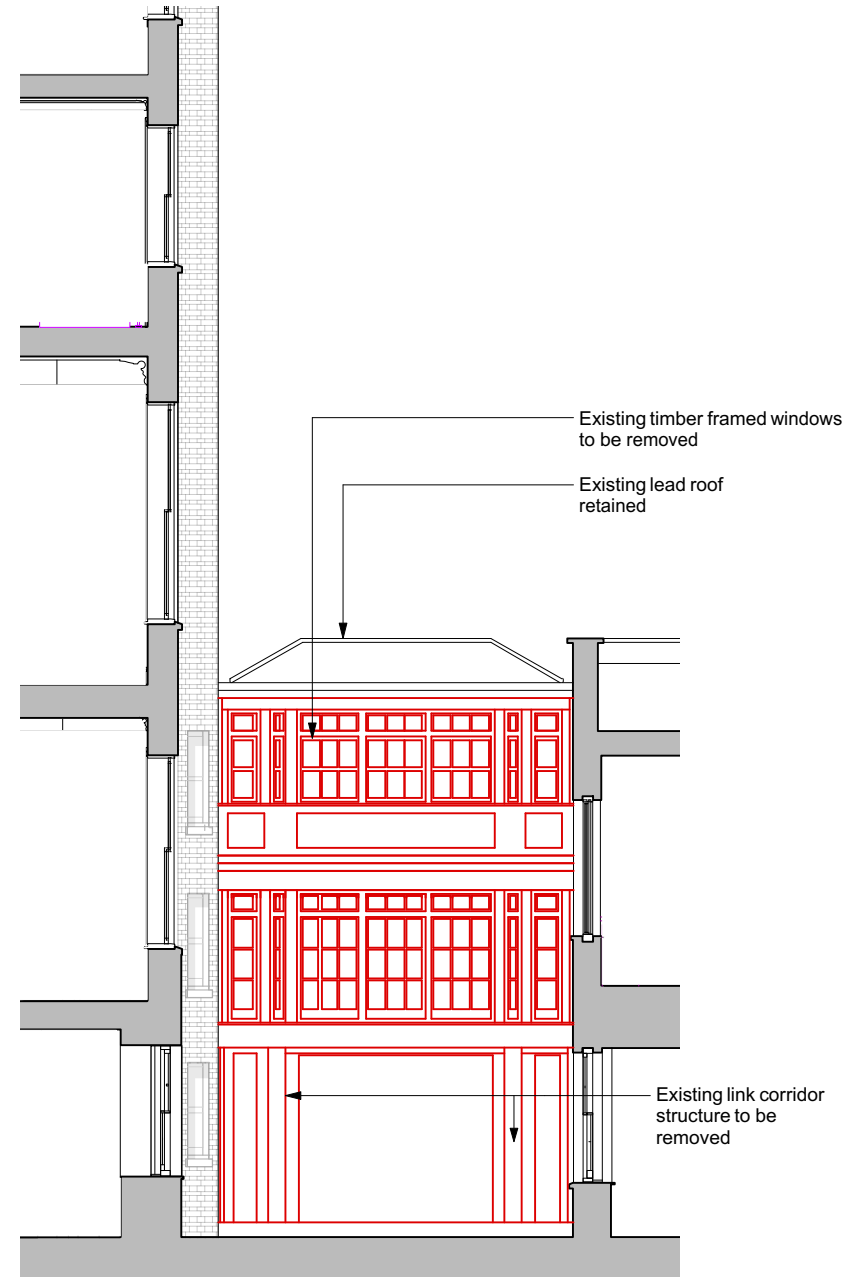 Existing timber framed windows
to be removed
Existing lead roof
retained
Existing link corridor
structure to be
removed